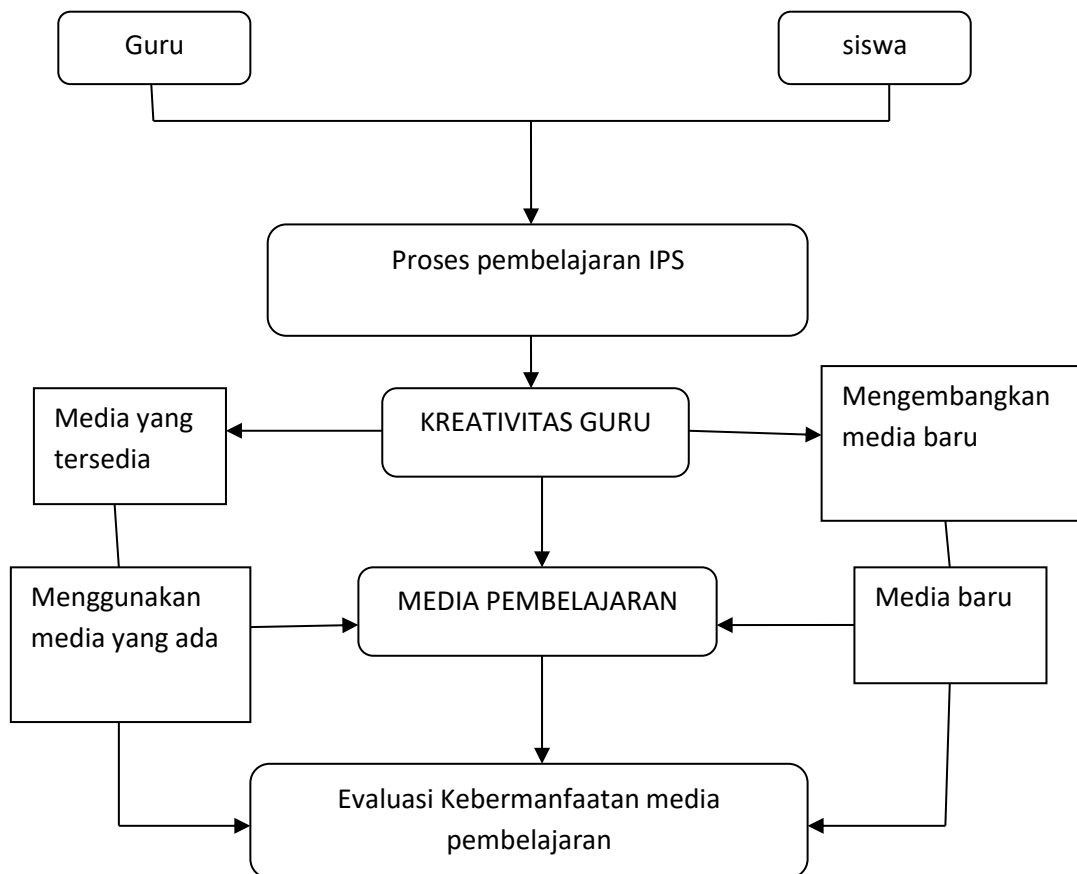 Guru
siswa
Proses pembelajaran IPS
Media yang
tersedia
KREATIVITAS GURU
Mengembangkan
media baru
Menggunakan
media yang ada
MEDIA PEMBELAJARAN
Media baru
Evaluasi Kebermanfaatan media
pembelajaran